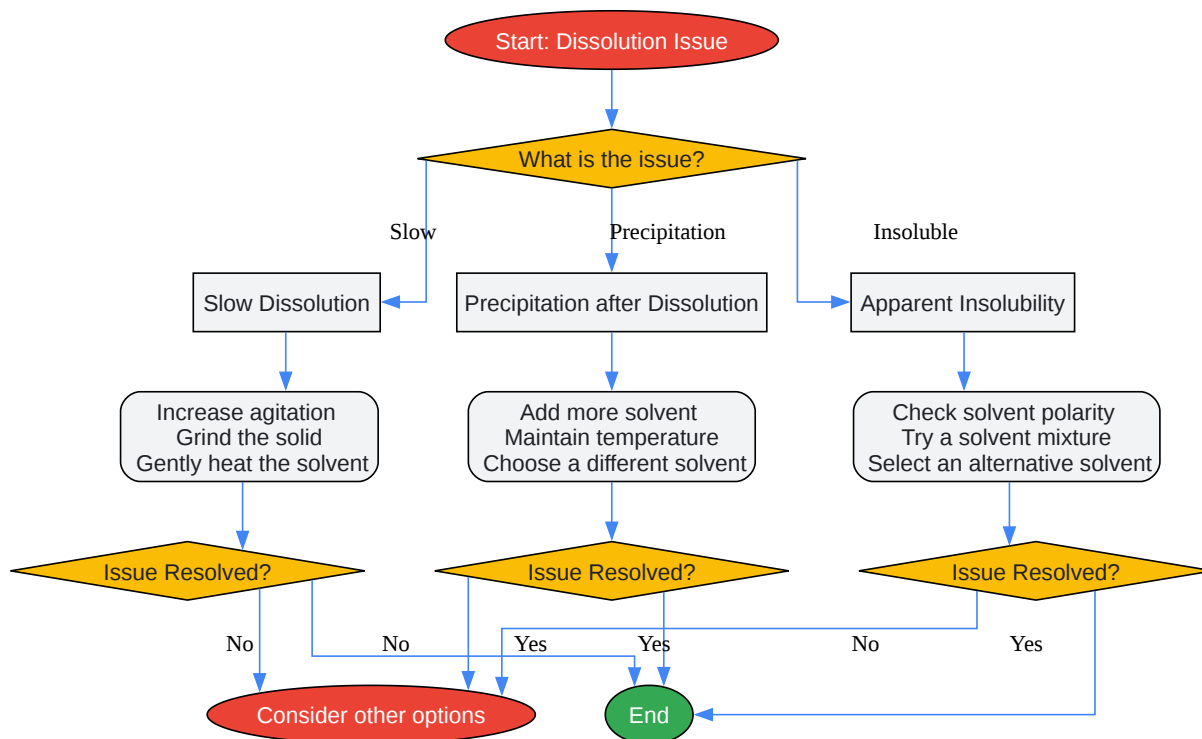 Start: Dissolution Issue
What is the issue?
Slow
Precipitation
Insoluble
Slow Dissolution
Precipitation after Dissolution
Apparent Insolubility
Increase agitation
Grind the solid
Gently heat the solvent
Add more solvent
Maintain temperature
Choose a different solvent
Check solvent polarity
Try a solvent mixture
Select an alternative solvent
Issue Resolved?
Issue Resolved?
Issue Resolved?
No
No
Yes
Yes
No
Yes
Consider other options
End